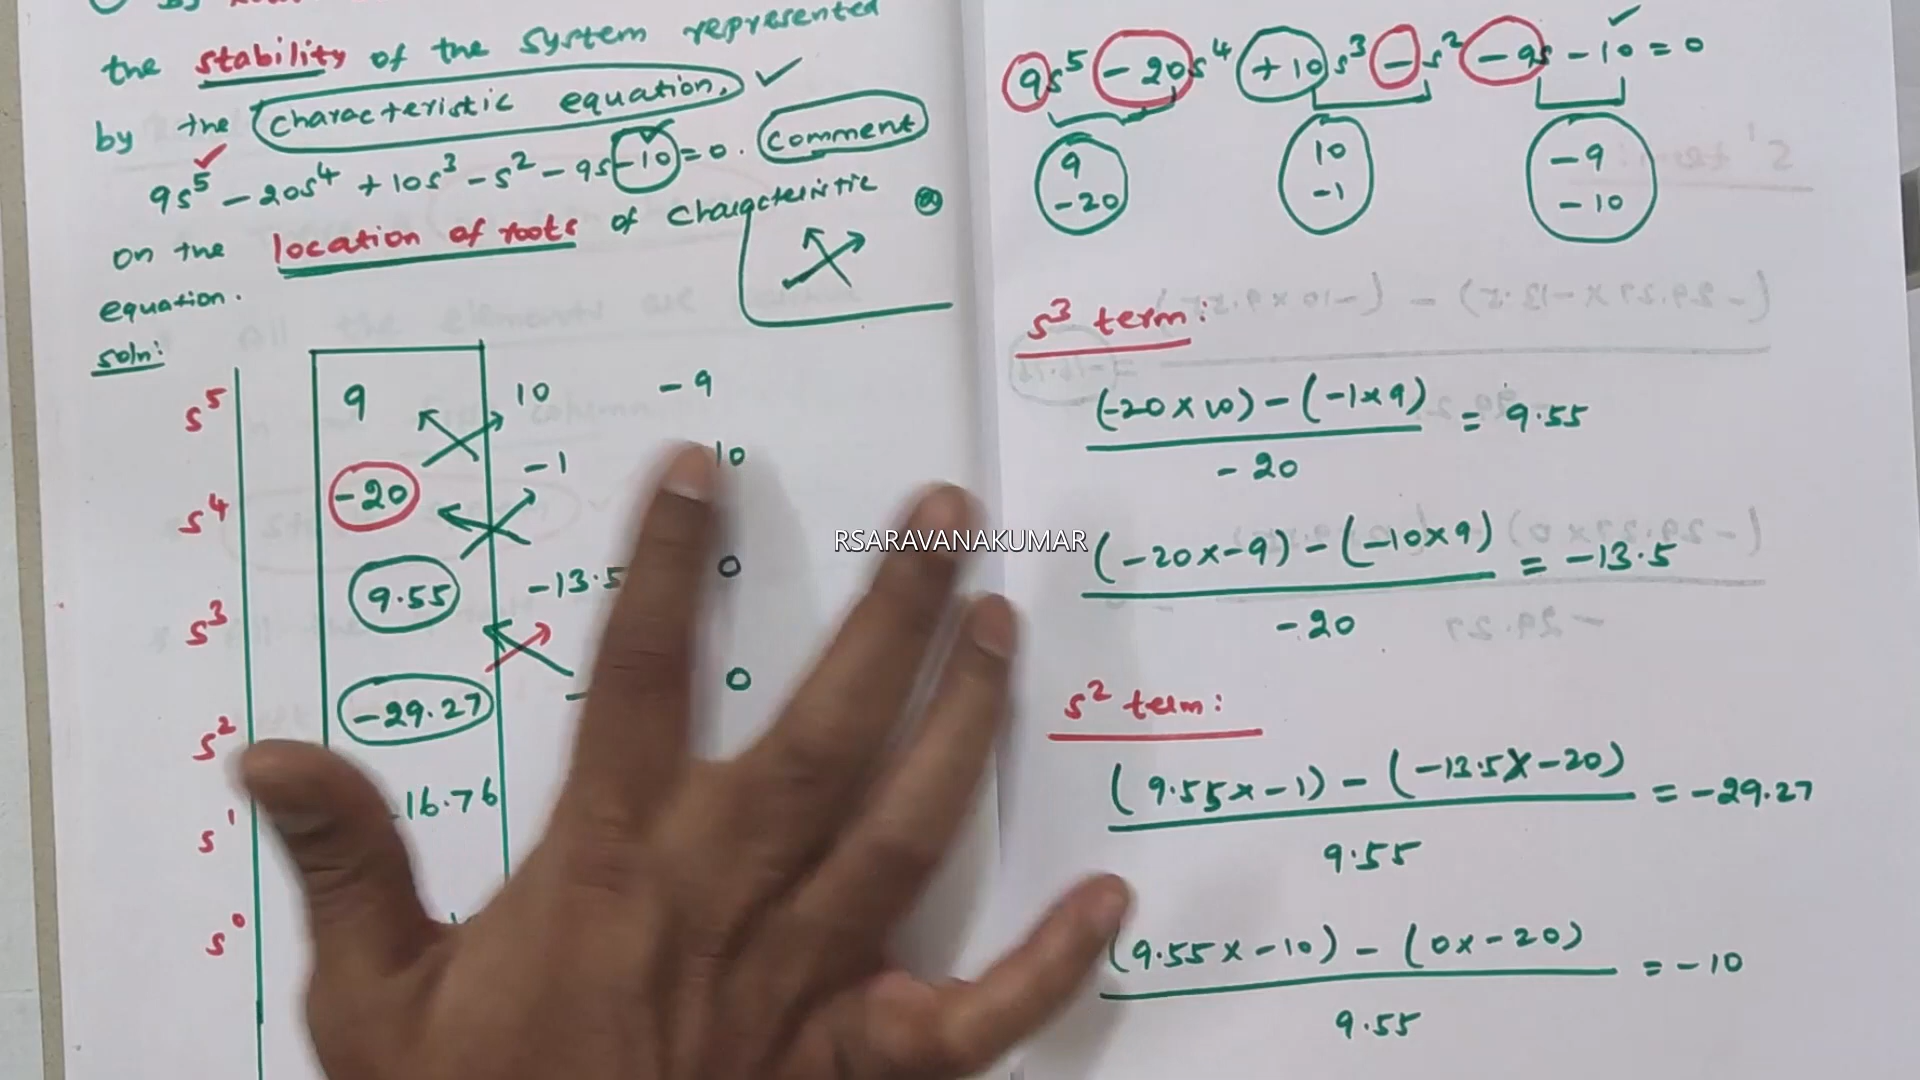 the stability of the system represented
by the characteristic equation,
9s⁵ – 20s⁴ + 10s³ – s² – 9s – 10 = 0. Comment
on the location of roots of characteristic
equation.
soln:
s⁵ 9 10 –9
s⁴ –20 –1 10
s³ 9.55 –13.5 0
s² –29.27 – 0
s¹ –16.76
s⁰
RSARAVANAKUMAR
9s⁵ – 20s⁴ + 10s³ – s² – 9s – 10 = 0
9 10 –9
–20 –1 –10
s³ term:
(-20 x 10) – (-1 x 9) = 9.55
–20
(-20 x -9) – (-10 x 9) = –13.5
–20
s² term:
(9.55 x -1) – (-13.5 x -20) = –29.27
9.55
(9.55 x -10) – (0 x -20) = –10
9.55